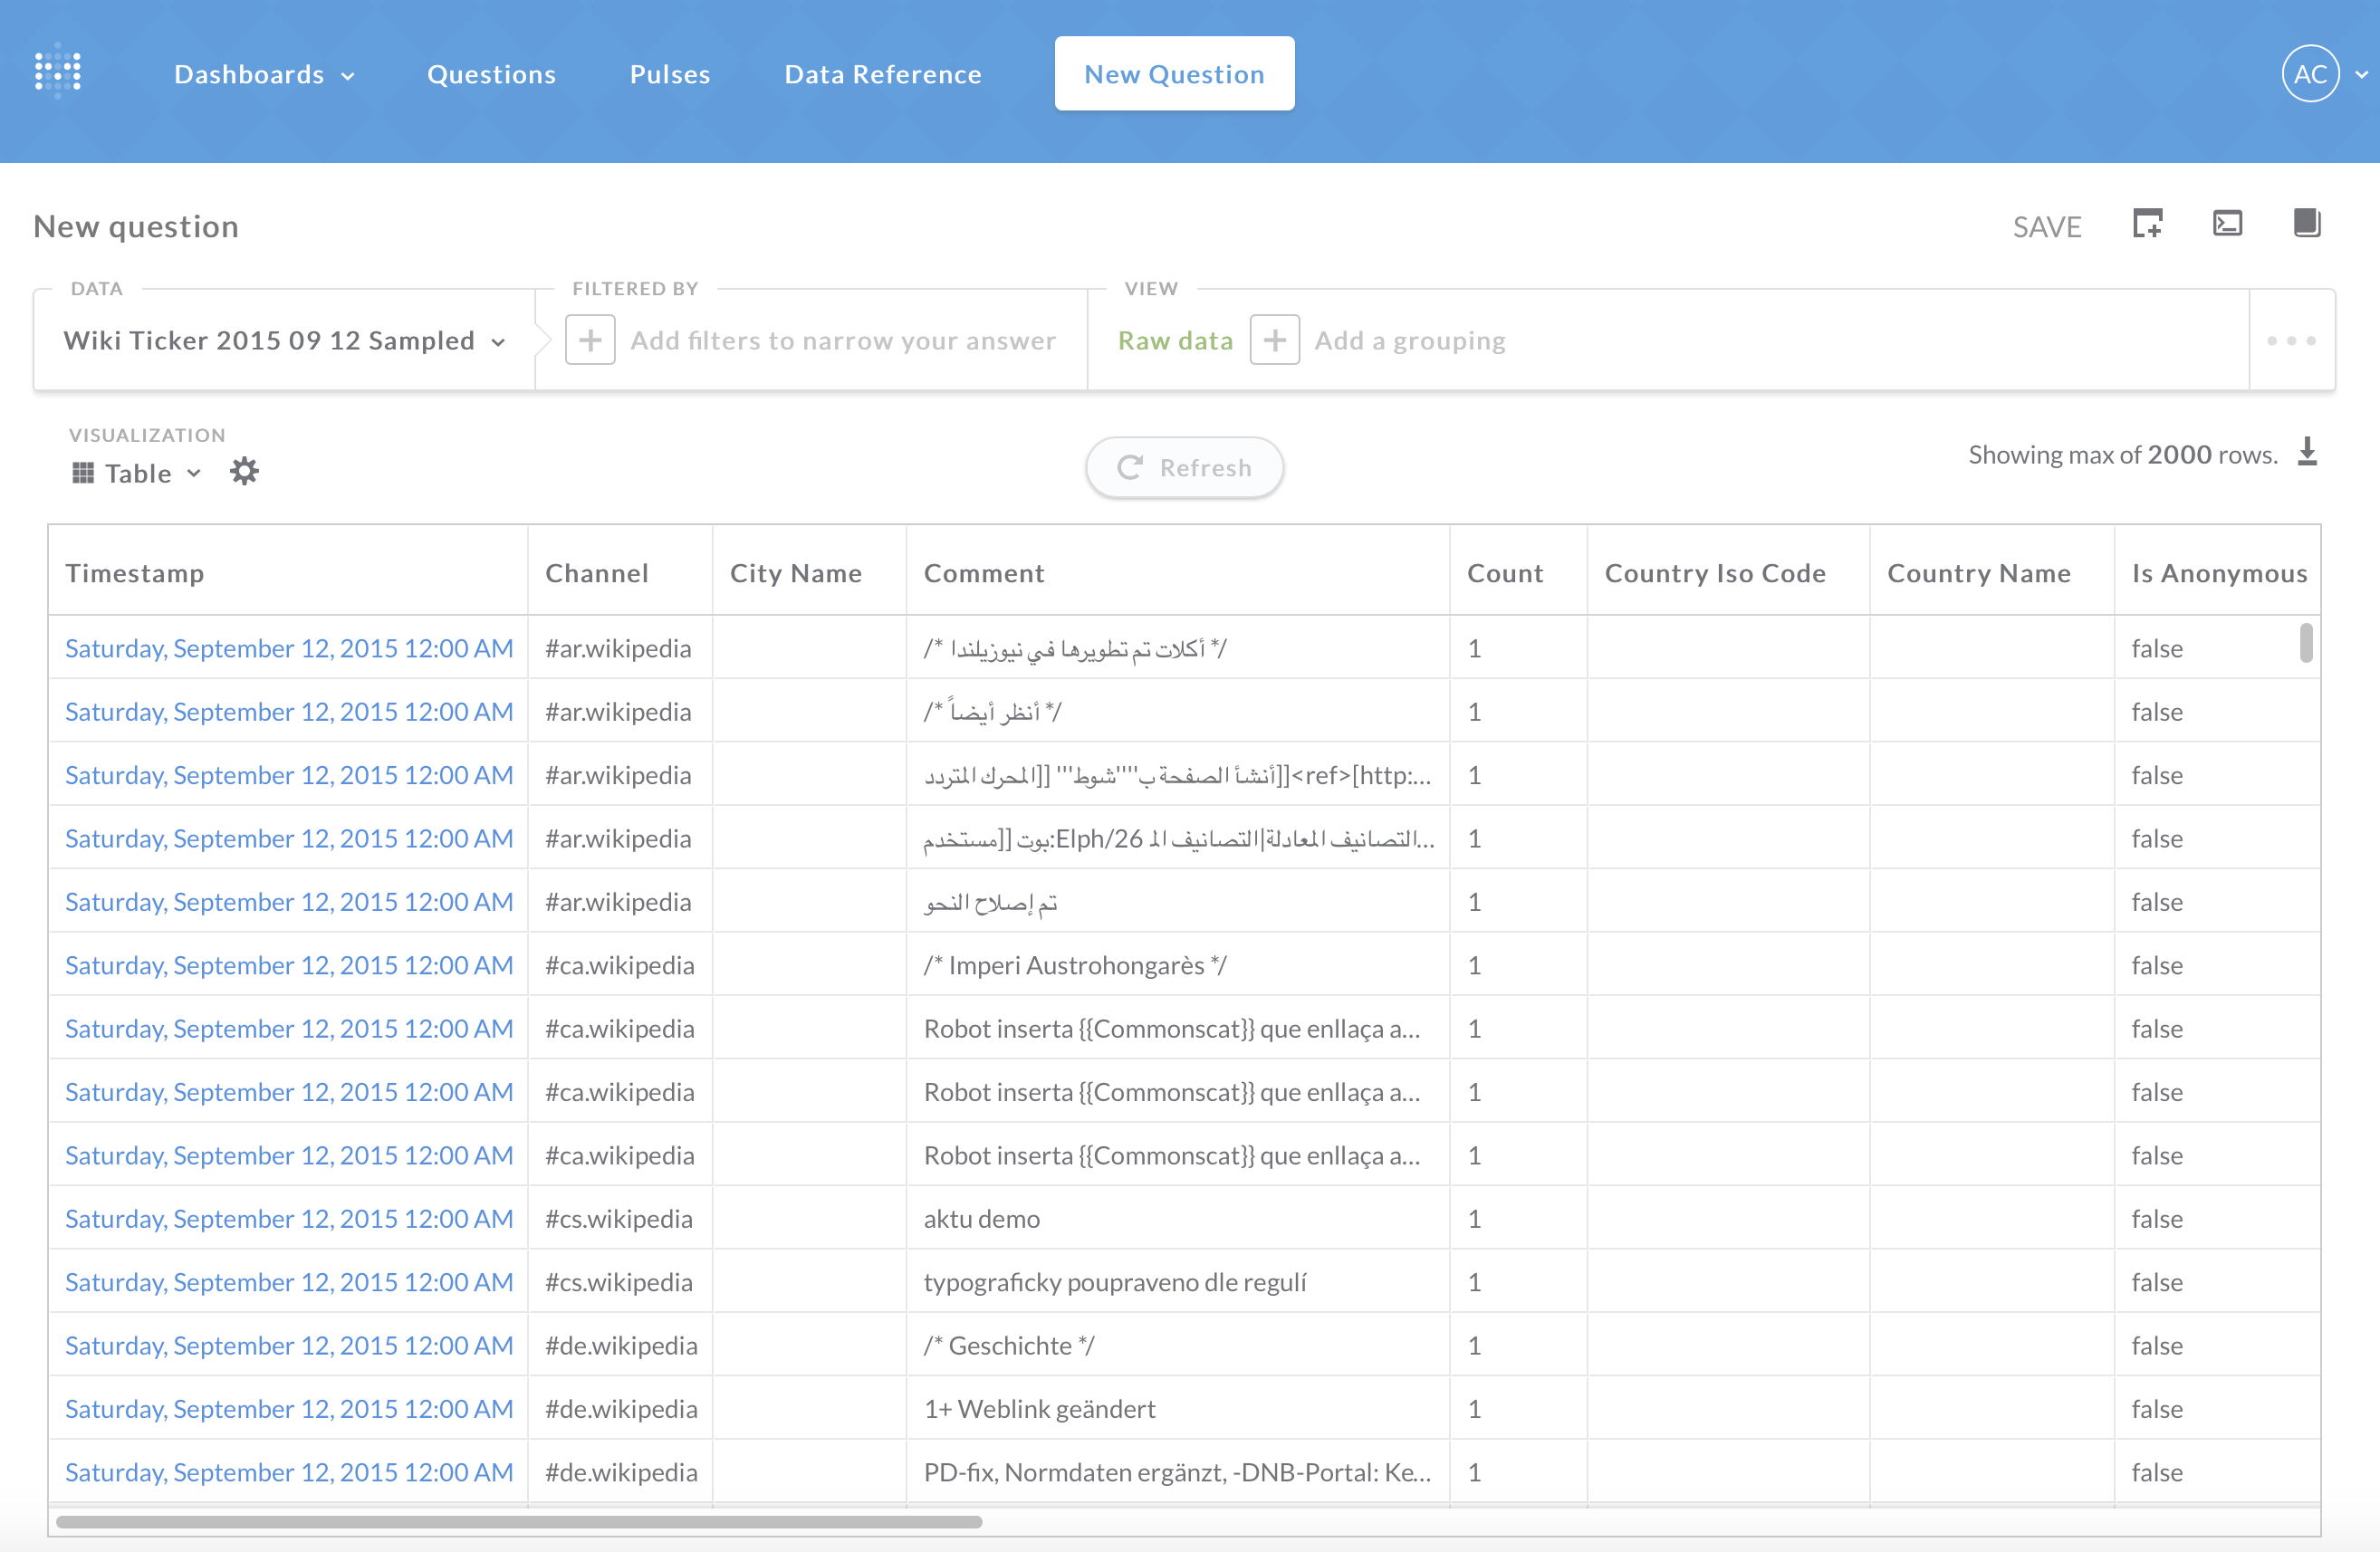 Dashboards Questions Pulses Data Reference New Question AC
New question SAVE
DATA FILTERED BY VIEW
Wiki Ticker 2015 09 12 Sampled Add filters to narrow your answer Raw data Add a grouping
VISUALIZATION
Table Refresh Showing max of 2000 rows.
Timestamp Channel City Name Comment Count Country Iso Code Country Name Is Anonymous
Saturday, September 12, 2015 12:00 AM #ar.wikipedia /* أكلات تم تطويرها في نيوزيلندا */ 1 false
Saturday, September 12, 2015 12:00 AM #ar.wikipedia /* أنظر أيضاً */ 1 false
Saturday, September 12, 2015 12:00 AM #ar.wikipedia أنشأ الصفحة ب''''شوط''' [[المحرك المتردد]]<ref>[http:... 1 false
Saturday, September 12, 2015 12:00 AM #ar.wikipedia بوت [[مستخدم:Elph/26 التصانيف المعادلة|التصانيف الـ... 1 false
Saturday, September 12, 2015 12:00 AM #ar.wikipedia تم إصلاح النحو 1 false
Saturday, September 12, 2015 12:00 AM #ca.wikipedia /* Imperi Austrohongarès */ 1 false
Saturday, September 12, 2015 12:00 AM #ca.wikipedia Robot inserta {{Commonscat}} que enllaça a... 1 false
Saturday, September 12, 2015 12:00 AM #ca.wikipedia Robot inserta {{Commonscat}} que enllaça a... 1 false
Saturday, September 12, 2015 12:00 AM #ca.wikipedia Robot inserta {{Commonscat}} que enllaça a... 1 false
Saturday, September 12, 2015 12:00 AM #cs.wikipedia aktu demo 1 false
Saturday, September 12, 2015 12:00 AM #cs.wikipedia typograficky poupraveno dle regulí 1 false
Saturday, September 12, 2015 12:00 AM #de.wikipedia /* Geschichte */ 1 false
Saturday, September 12, 2015 12:00 AM #de.wikipedia 1+ Weblink geändert 1 false
Saturday, September 12, 2015 12:00 AM #de.wikipedia PD-fix, Normdaten ergänzt, -DNB-Portal: Ke... 1 false